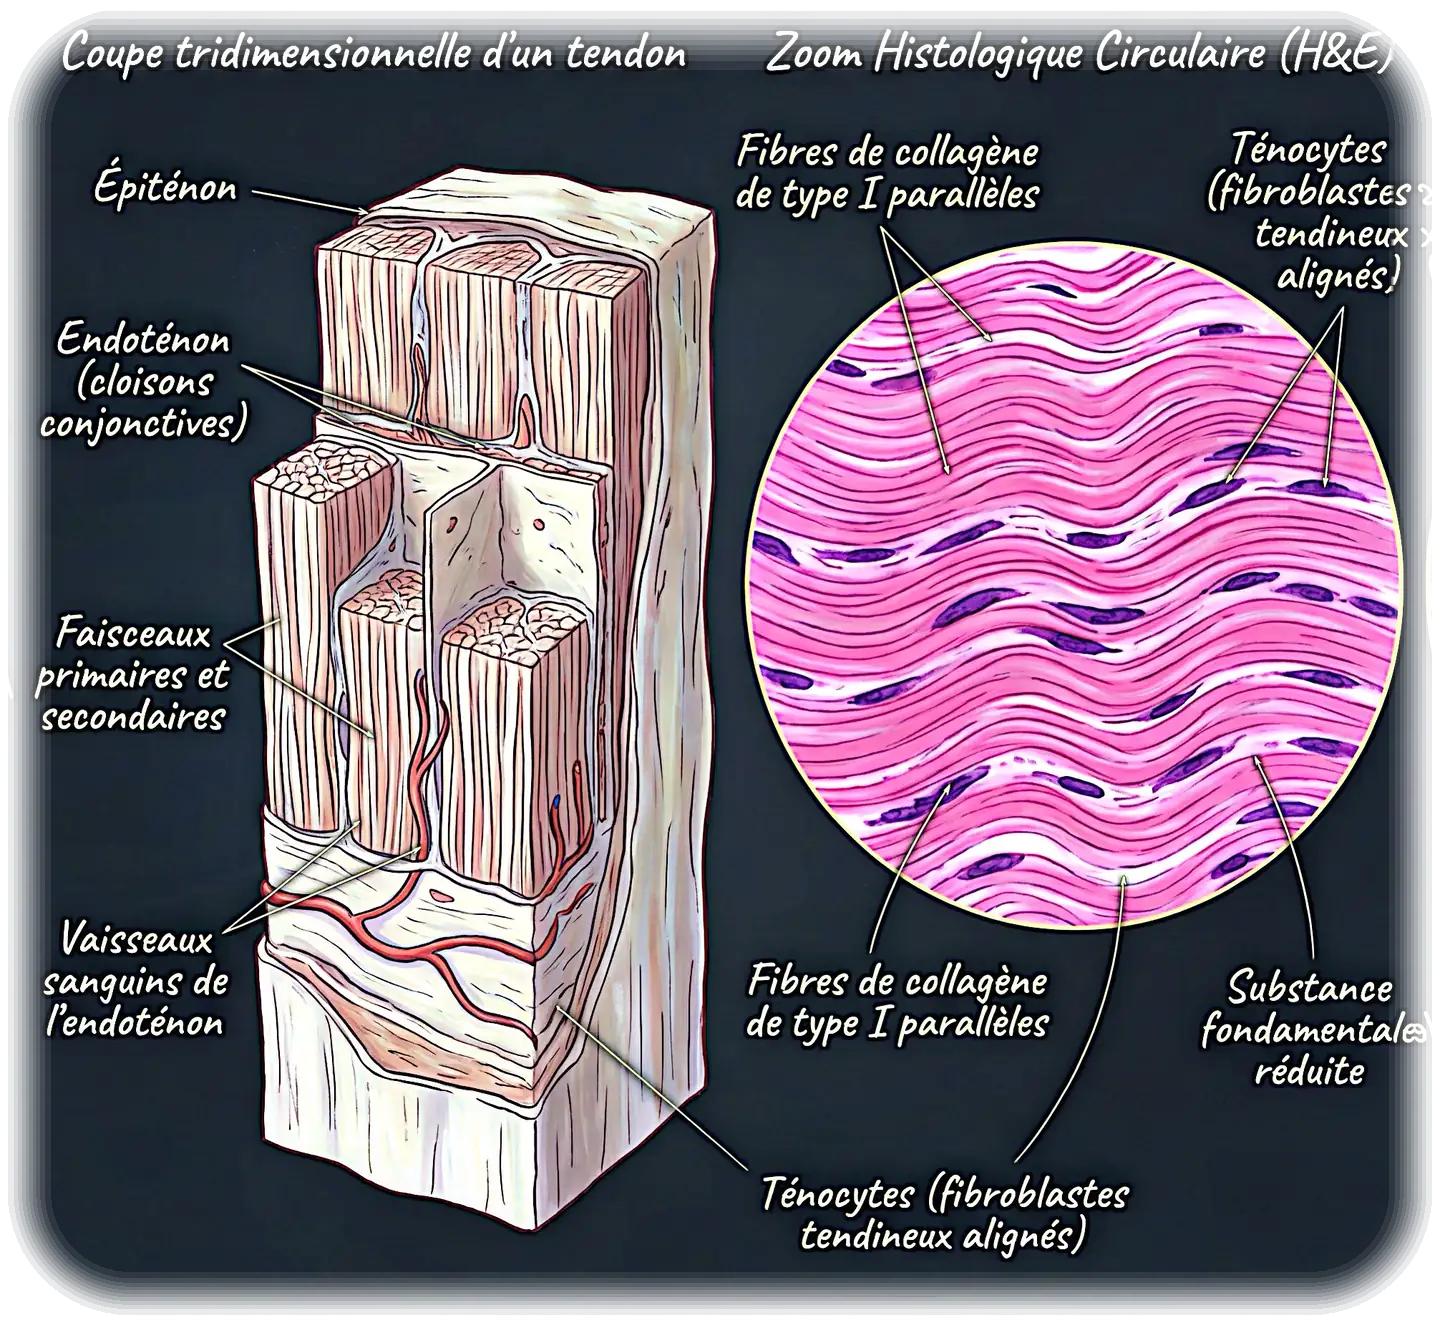 Coupe tridimensionnelle d'un tendon
Zoom Histologique Circulaire (H&E)
Épiténon
Endoténon
(cloisons
conjonctives)
Faisceaux
primaires et
secondaires
Vaisseaux
sanguins de
l'endoténon
Fibres de collagène
de type I parallèles
Ténocytes
(fibroblastes
tendineux
alignés)
Fibres de collagène
de type I parallèles
Substance
fondamentale
réduite
Ténocytes (fibroblastes
tendineux alignés)